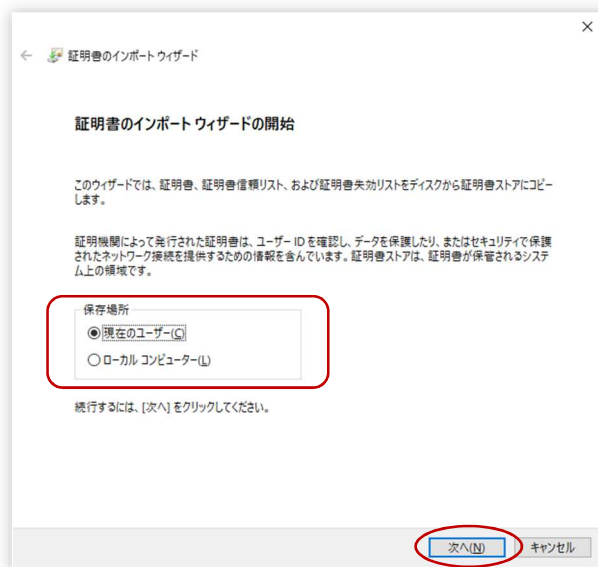 証明書のインポート ウィザード
証明書のインポート ウィザードの開始
このウィザードでは、証明書、証明書信頼リスト、および証明書失効リストをディスクから証明書ストアにコピー
します。
証明機関によって発行された証明書は、ユーザー ID を確認し、データを保護したり、またはセキュリティで保護
されたネットワーク接続を提供するための情報を含んでいます。証明書ストアは、証明書が保管されるシステ
ム上の領域です。
保存場所
現在のユーザー(C)
ローカル コンピューター(L)
続行するには、[次へ] をクリックしてください。
次へ(N)
キャンセル